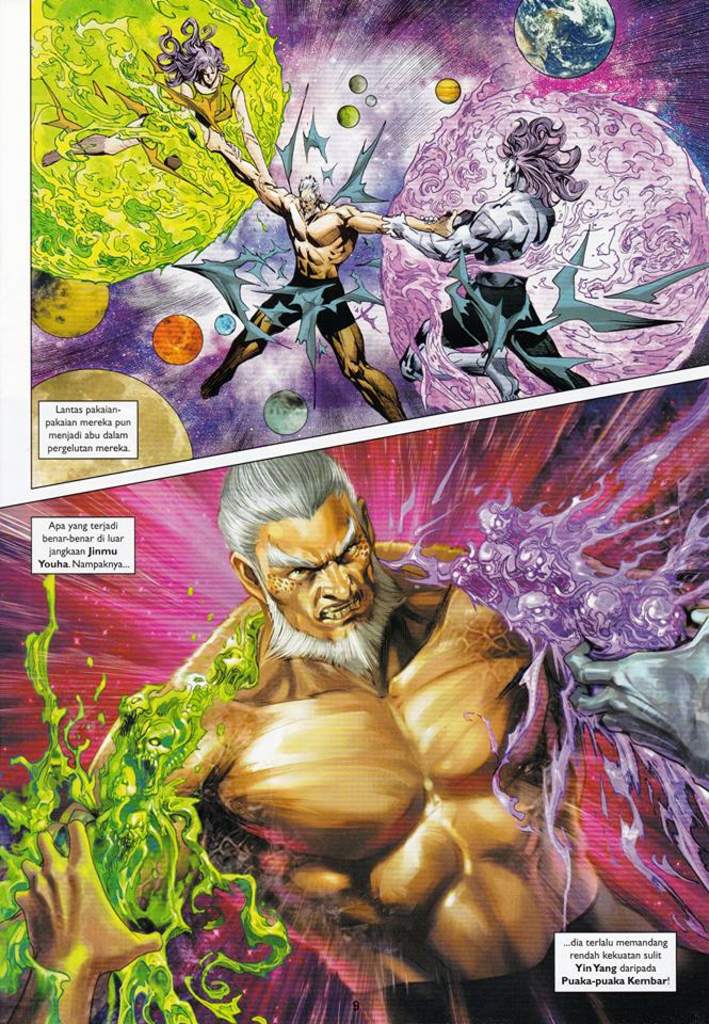 Lantas pakaian-
pakaian mereka pun
menjadi abu dalam
pergelutan mereka.
Apa yang terjadi
benar-benar di luar
jangkaan Jinmu
Youha. Nampaknya...
...dia terlalu memandang
rendah kekuatan sulit
Yin Yang daripada
Puaka-puaka Kembar!
9